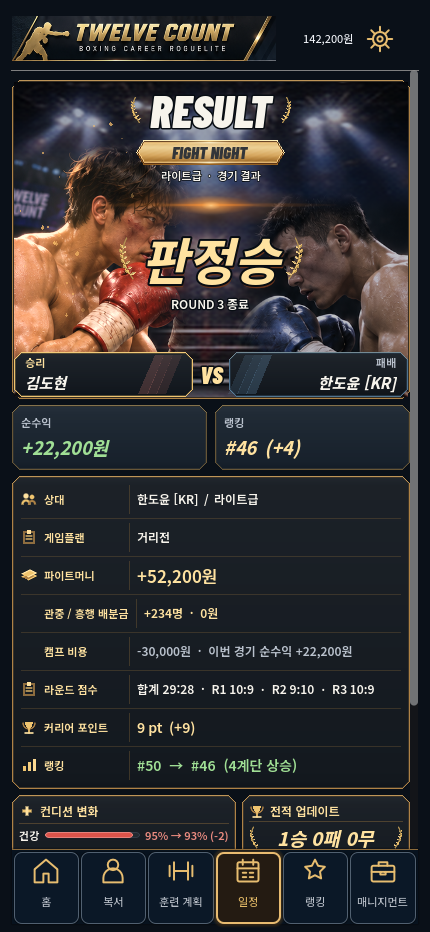 TWELVE COUNT
BOXING CAREER ROGUELITE
142,200원
RESULT
FIGHT NIGHT
라이트급 · 경기 결과
TWELVE
COUNT
판정승
ROUND 3 종료
승리
김도현
VS
패배
한도윤 [KR]
순수익
+22,200원
랭킹
#46 (+4)
상대 한도윤 [KR] / 라이트급
게임플랜 거리전
파이트머니 +52,200원
관중 / 흥행 배분금 +234명 · 0원
캠프 비용 -30,000원 · 이번 경기 순수익 +22,200원
라운드 점수 합계 29:28 · R1 10:9 · R2 9:10 · R3 10:9
커리어 포인트 9 pt (+9)
랭킹 #50 → #46 (4계단 상승)
컨디션 변화
건강 95% → 93% (-2)
전적 업데이트
1승 0패 0무
홈
복서
훈련 계획
일정
랭킹
매니지먼트